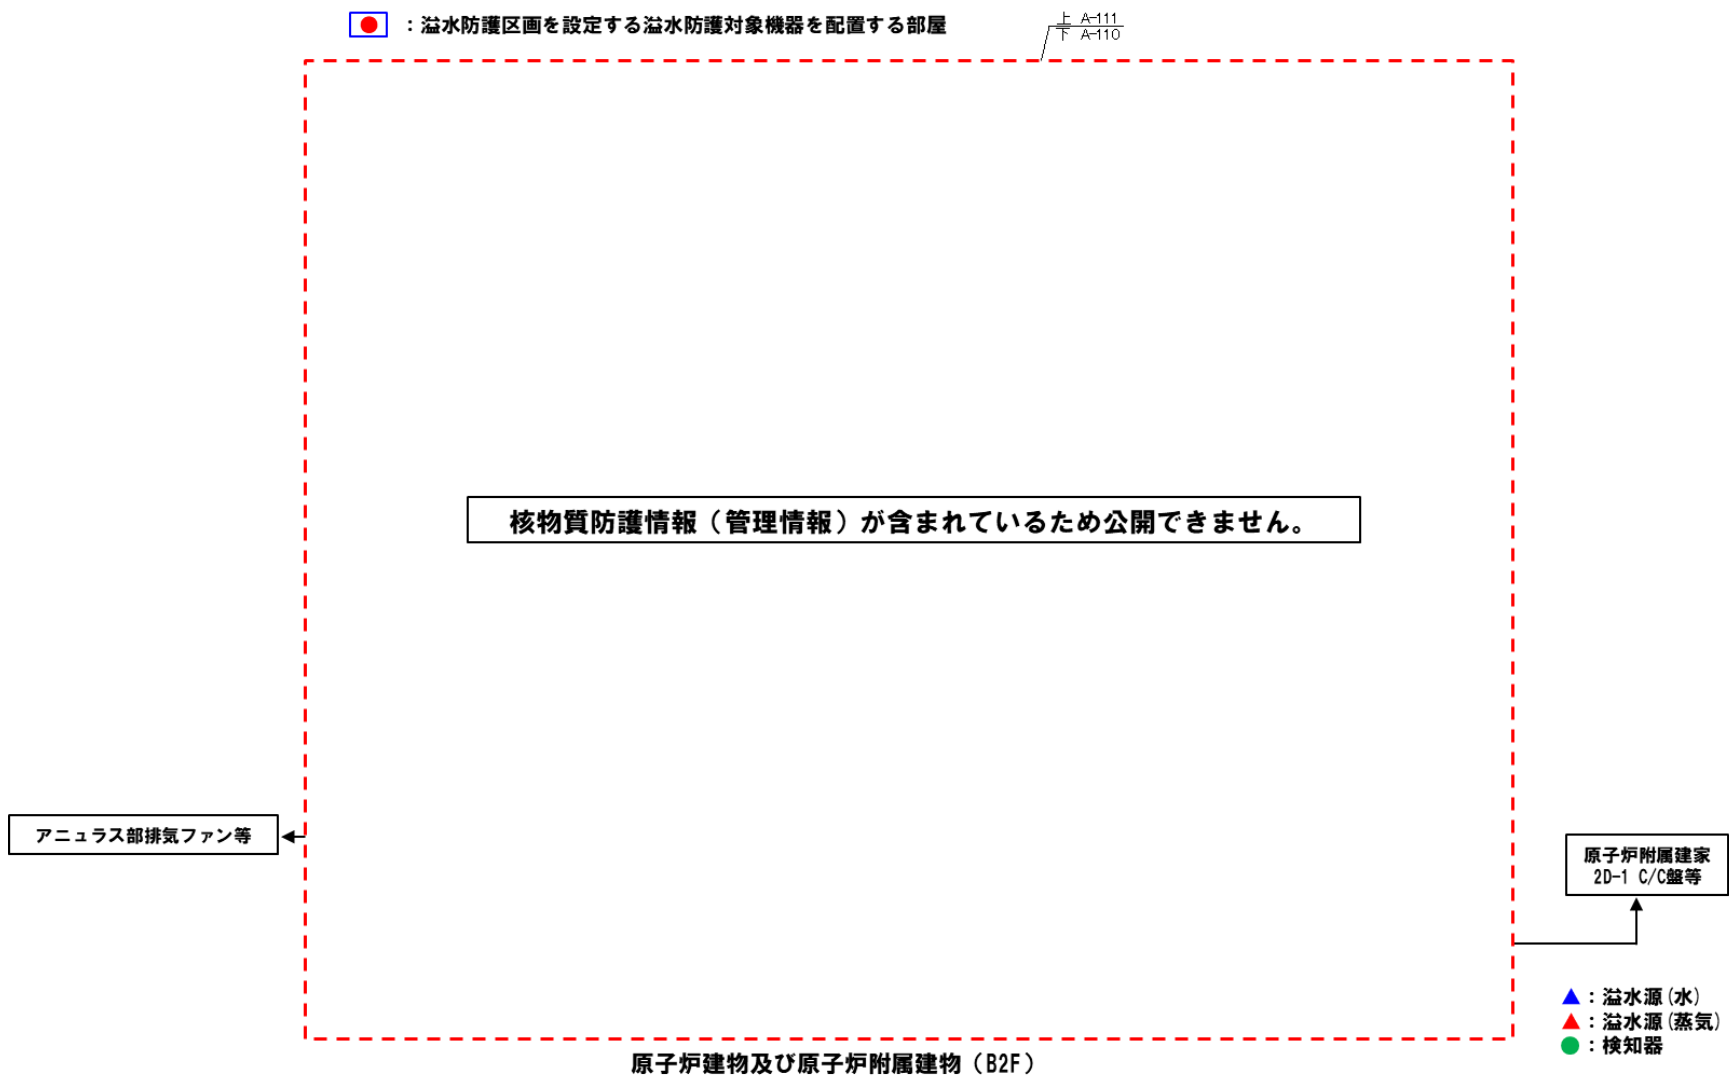 ：溢水防護区画を設定する溢水防護対象機器を配置する部屋
上 A-111
下 A-110
核物質防護情報（管理情報）が含まれているため公開できません。
アニュラス部排気ファン等
原子炉附属建家
2D-1 C/C盤等
：溢水源(水)
：溢水源(蒸気)
：検知器
原子炉建物及び原子炉附属建物（B2F）